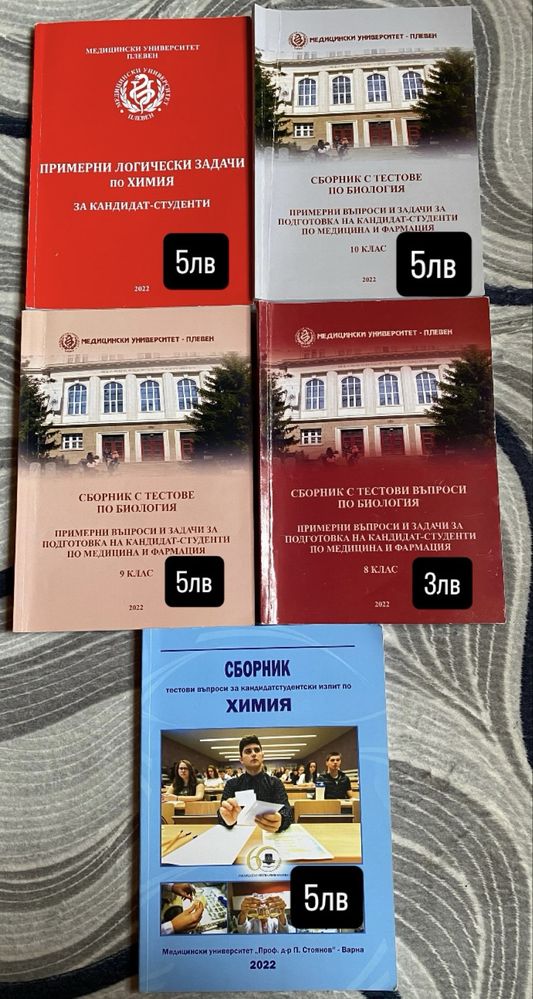 МЕДИЦИНСКИ УНИВЕРСИТЕТ
ПЛЕВЕН
МЕДИЦИНСКИ УНИВЕРСИТЕТ
ПЛЕВЕН
ПРИМЕРНИ ЛОГИЧЕСКИ ЗАДАЧИ
ПО ХИМИЯ
ЗА КАНДИДАТ-СТУДЕНТИ
5лв
2022
МЕДИЦИНСКИ УНИВЕРСИТЕТ - ПЛЕВЕН
СБОРНИК С ТЕСТОВЕ
ПО БИОЛОГИЯ
ПРИМЕРНИ ВЪПРОСИ И ЗАДАЧИ ЗА
ПОДГОТОВКА НА КАНДИДАТ-СТУДЕНТИ
ПО МЕДИЦИНА И ФАРМАЦИЯ
10 КЛАС
5лв
2022
МЕДИЦИНСКИ УНИВЕРСИТЕТ - ПЛЕВЕН
СБОРНИК С ТЕСТОВЕ
ПО БИОЛОГИЯ
ПРИМЕРНИ ВЪПРОСИ И ЗАДАЧИ ЗА
ПОДГОТОВКА НА КАНДИДАТ-СТУДЕНТИ
ПО МЕДИЦИНА И ФАРМАЦИЯ
9 КЛАС
5лв
2022
МЕДИЦИНСКИ УНИВЕРСИТЕТ - ПЛЕВЕН
СБОРНИК С ТЕСТОВИ ВЪПРОСИ
ПО БИОЛОГИЯ
ПРИМЕРНИ ВЪПРОСИ И ЗАДАЧИ ЗА
ПОДГОТОВКА НА КАНДИДАТ-СТУДЕНТИ
ПО МЕДИЦИНА И ФАРМАЦИЯ
8 КЛАС
3лв
2022
СБОРНИК
тестови въпроси за кандидатстудентски изпит по
ХИМИЯ
5лв
Медицински университет „Проф. д-р П. Стоянов" - Варна
2022